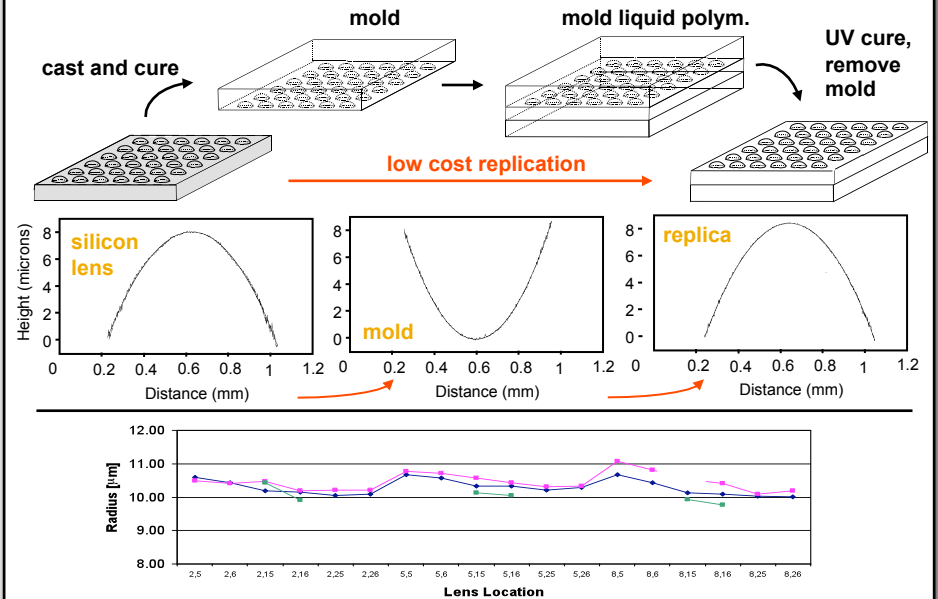 mold
mold liquid polym.
cast and cure
UV cure,
remove
mold
low cost replication
Height (microns)
8
6
4
2
0
silicon
lens
0 0.2 0.4 0.6 0.8 1 1.2
Distance (mm)
8
6
4
2
0
mold
0 0.2 0.4 0.6 0.8 1 1.2
Distance (mm)
8
6
4
2
0
replica
0 0.2 0.4 0.6 0.8 1 1.2
Distance (mm)
Radius [µm]
12.00
11.00
10.00
9.00
8.00
2,5 2,6 2,15 2,16 2,25 2,26 5,5 5,6 5,15 5,16 5,25 5,26 8,5 8,6 8,15 8,16 8,25 8,26
Lens Location